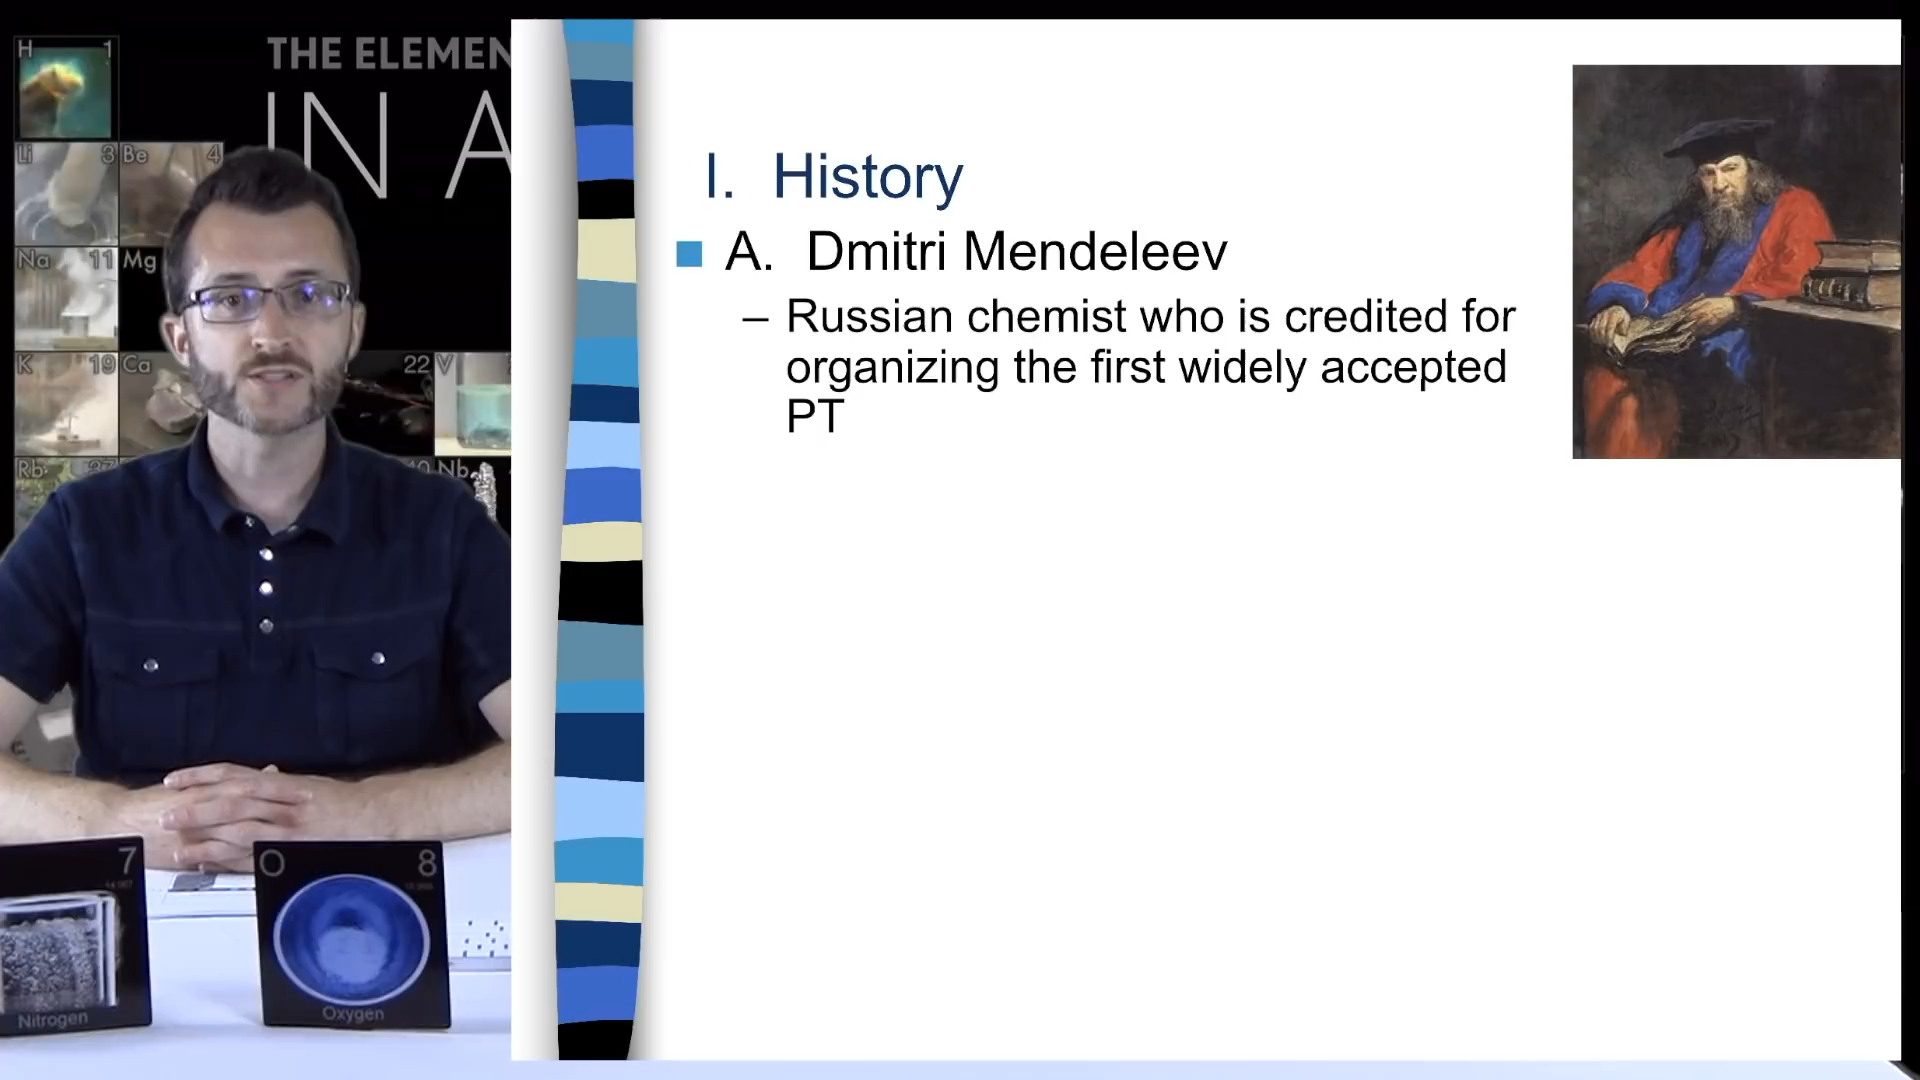 THE ELEMEN
IN A
H 1
Li 3 Be 4
Na 11 Mg
K 19 Ca 22 V
Rb 37 Nb
I. History
A. Dmitri Mendeleev
– Russian chemist who is credited for
organizing the first widely accepted
PT
7
Nitrogen
O 8
Oxygen